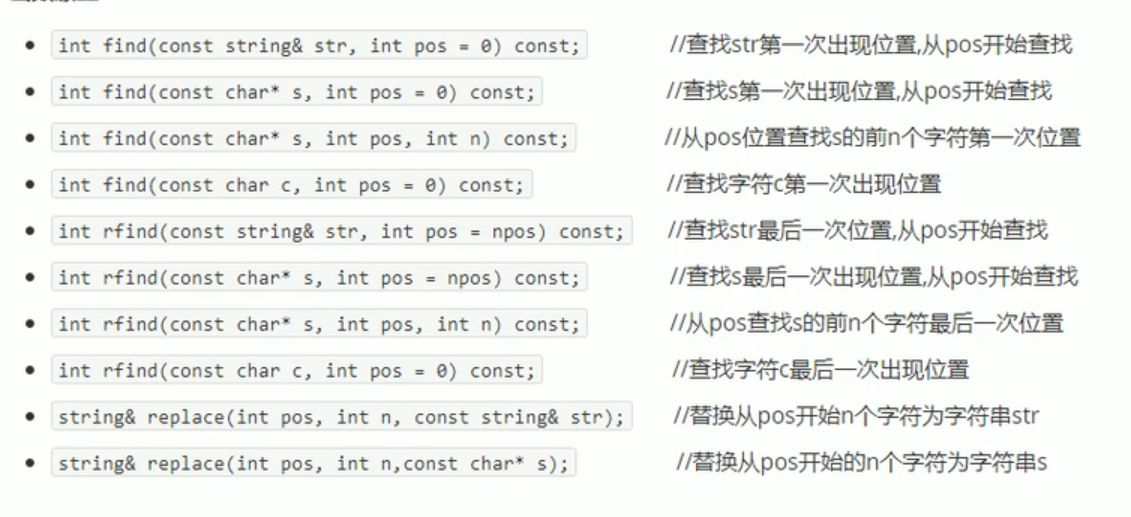 int find(const string& str, int pos = 0) const; //查找str第一次出现位置,从pos开始查找
int find(const char* s, int pos = 0) const; //查找s第一次出现位置,从pos开始查找
int find(const char* s, int pos, int n) const; //从pos位置查找s的前n个字符第一次位置
int find(const char c, int pos = 0) const; //查找字符c第一次出现位置
int rfind(const string& str, int pos = npos) const; //查找str最后一次位置,从pos开始查找
int rfind(const char* s, int pos = npos) const; //查找s最后一次出现位置,从pos开始查找
int rfind(const char* s, int pos, int n) const; //从pos查找s的前n个字符最后一次位置
int rfind(const char c, int pos = 0) const; //查找字符c最后一次出现位置
string& replace(int pos, int n, const string& str); //替换从pos开始n个字符为字符串str
string& replace(int pos, int n,const char* s); //替换从pos开始的n个字符为字符串s